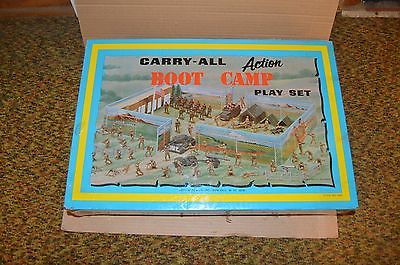 CARRY-ALL Action
BOOT CAMP
PLAY SET